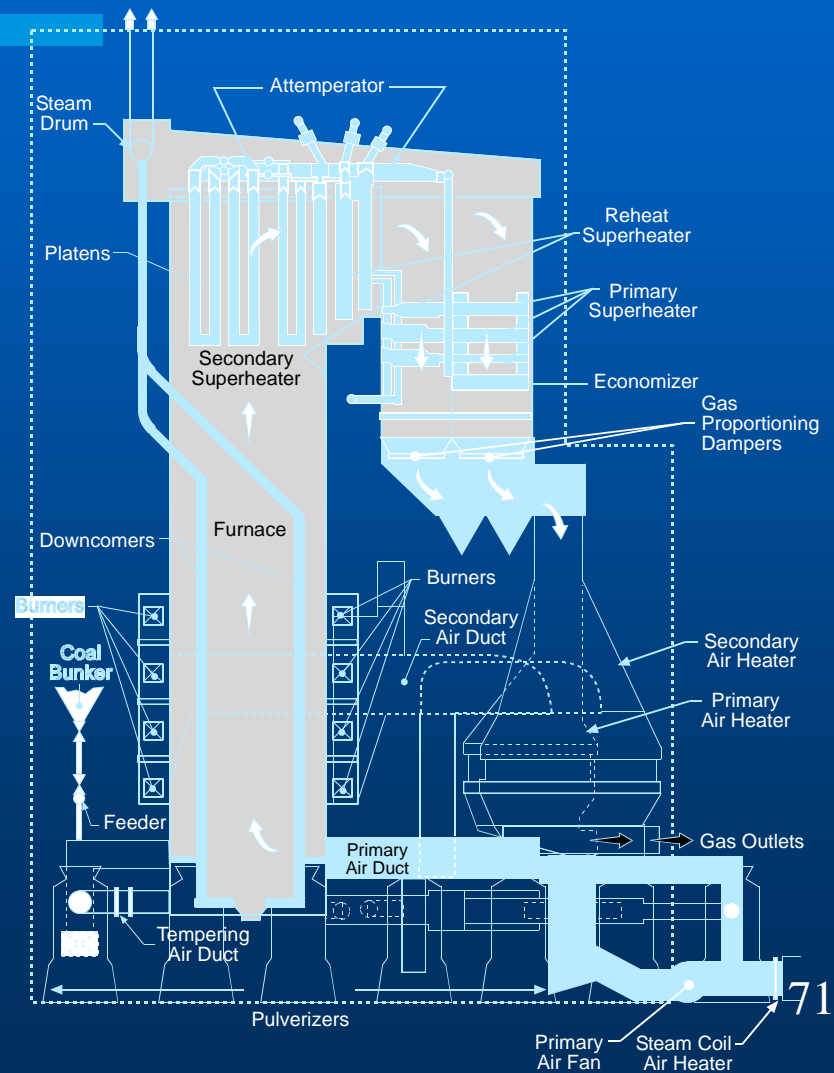 Attemperator
Steam
Drum
Reheat
Superheater
Platens
Primary
Superheater
Secondary
Superheater
Economizer
Gas
Proportioning
Dampers
Furnace
Downcomers
Burners
Burners
Secondary
Air Duct
Coal
Bunker
Secondary
Air Heater
Primary
Air Heater
Feeder
Primary
Air Duct
Gas Outlets
Tempering
Air Duct
71
Pulverizers
Primary
Air Fan
Steam Coil
Air Heater